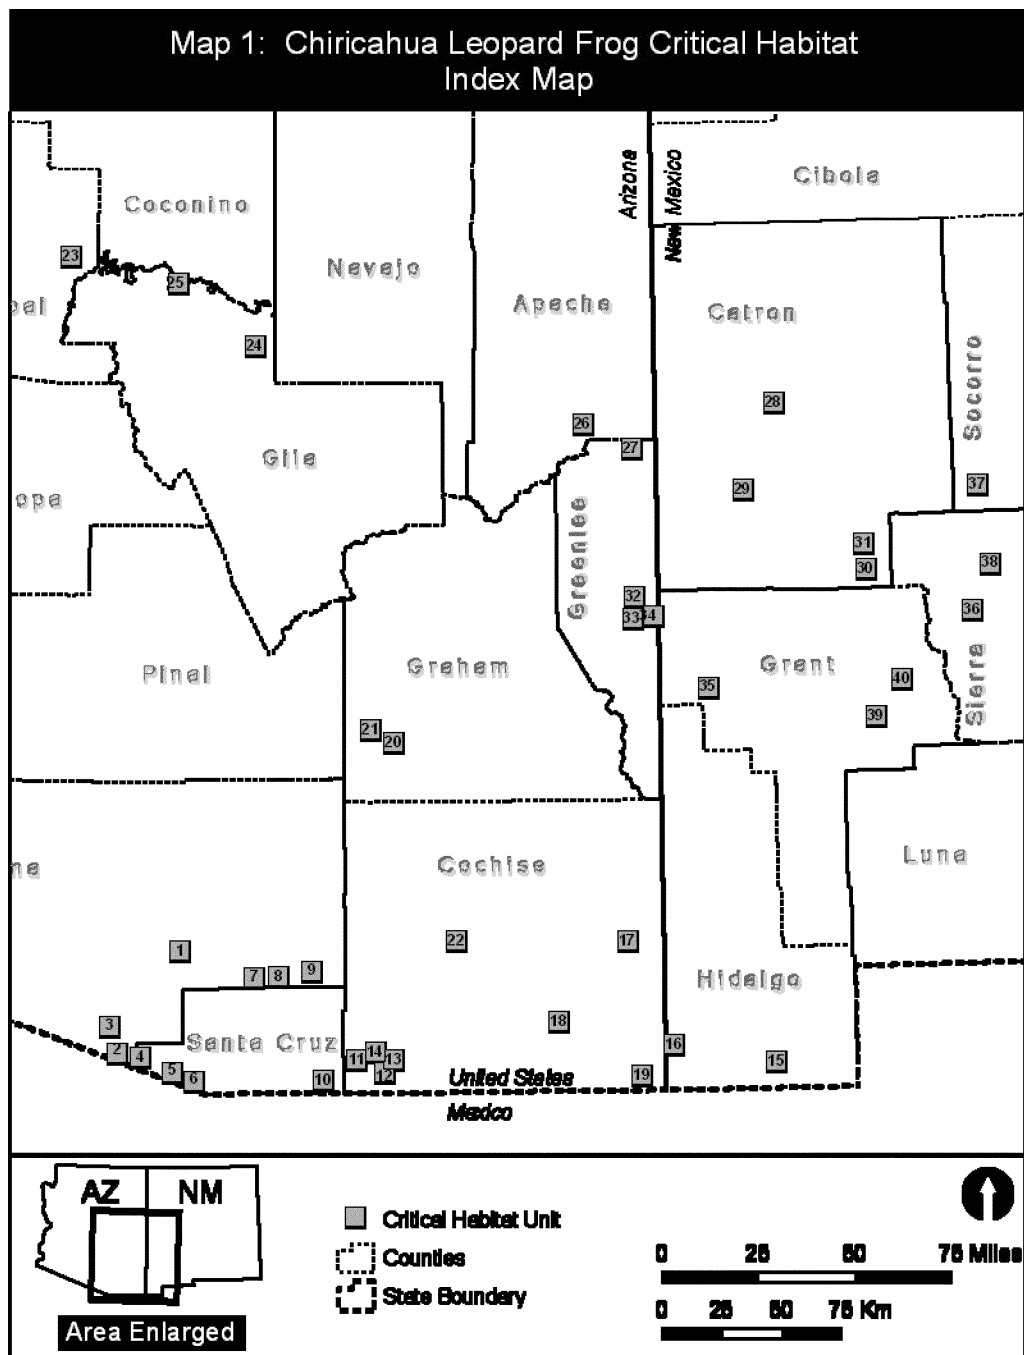 Map 1: Chiricahua Leopard Frog Critical Habitat
Index Map
Arizona
New Mexico
Cibola
Coconino
Navajo
23
25
pal
Apache
Catron
24
Socorro
28
26
27
Gila
37
29
opa
Greenlee
31
30
38
32
33
34
36
Pinal
Graham
Grant
40
35
Sierra
39
21
20
Cochise
Luna
na
22
17
1
7
8
9
Hidalgo
18
3
Santa Cruz
16
2
4
14
11
13
15
5
6
10
12
United States
19
Mexico
AZ
NM
Area Enlarged
Critical Habitat Unit
Counties
State Boundary
0 25 50 75 Miles
0 25 50 75 Km